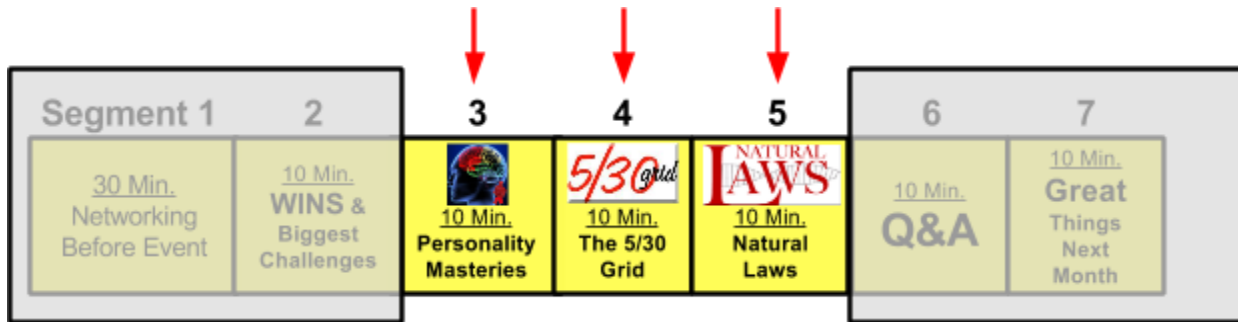 Segment 1 2 3 4 5 6 7
30 Min.
Networking
Before Event
10 Min.
WINS &
Biggest
Challenges
10 Min.
Personality
Masteries
5/30 grid
10 Min.
The 5/30
Grid
NATURAL
LAWS
10 Min.
Natural
Laws
10 Min.
Q&A
10 Min.
Great
Things
Next
Month